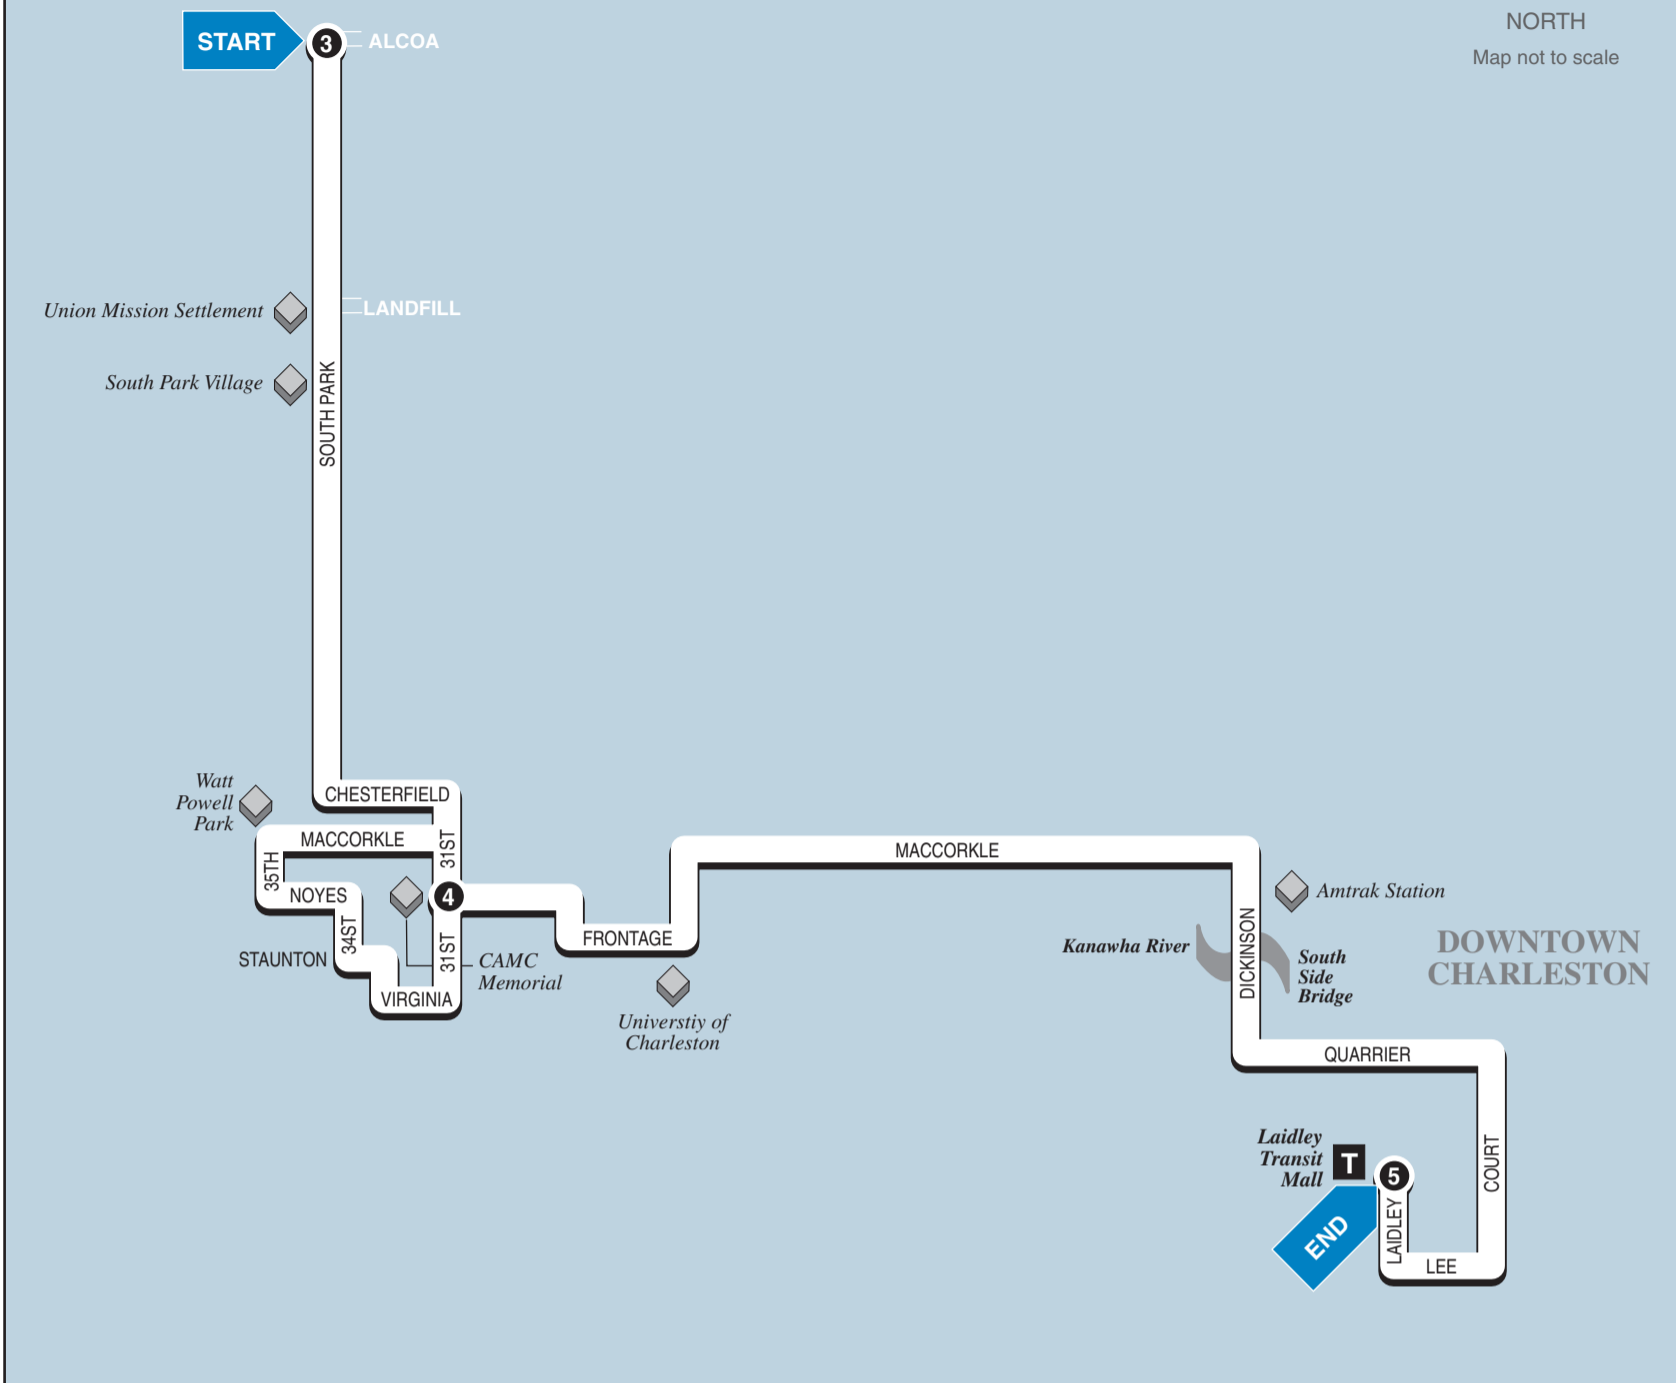 NORTH
Map not to scale
START
3
ALCOA
Union Mission Settlement
LANDFILL
South Park Village
SOUTH PARK
Watt
Powell
Park
CHESTERFIELD
MACCORKLE
31ST
35TH
NOYES
4
34ST
STAUNTON
31ST
CAMC
Memorial
VIRGINIA
FRONTAGE
Universtiy of
Charleston
MACCORKLE
Amtrak Station
Kanawha River
DICKINSON
South
Side
Bridge
DOWNTOWN
CHARLESTON
QUARRIER
COURT
Laidley
Transit
Mall
T
5
END
LAIDLEY
LEE